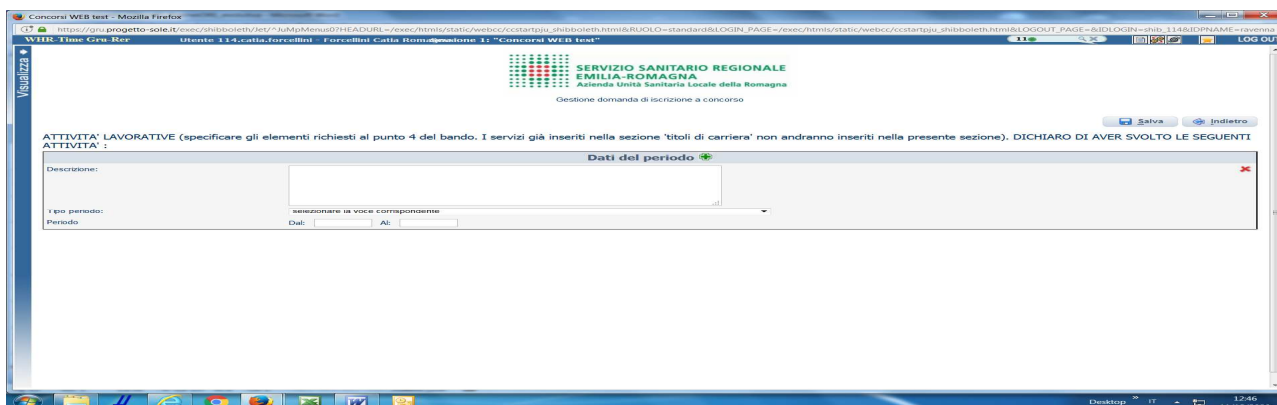 Concorsi WEB test - Mozilla Firefox
https://gru.progetto-sole.it/exec/shibboleth/Jet/^JuMpMenus0?HEADURL=/exec/htmls/static/webcc/ccstartpju_shibboleth.html&RUOLO=standard&LOGIN_PAGE=/exec/htmls/static/webcc/ccstartpju_shibboleth.html&LOGOUT_PAGE=&IDLOGIN=shib_114&IDPNAME=ravenna
WHR-Time Gru-Rer Utente 114.catia.forcellini - Forcellini Catia 1: "Concorsi WEB test" 11 LOG OU
Visualizza
SERVIZIO SANITARIO REGIONALE
EMILIA-ROMAGNA
Azienda Unità Sanitaria Locale della Romagna
Gestione domanda di iscrizione a concorso
Salva Indietro
ATTIVITA' LAVORATIVE (specificare gli elementi richiesti al punto 4 del bando. I servizi già inseriti nella sezione 'titoli di carriera' non andranno inseriti nella presente sezione). DICHIARO DI AVER SVOLTO LE SEGUENTI
ATTIVITA' :
Dati del periodo
Descrizione:
Tipo periodo: selezionare la voce corrispondente
Periodo Dal: Al:
Desktop IT 12:46